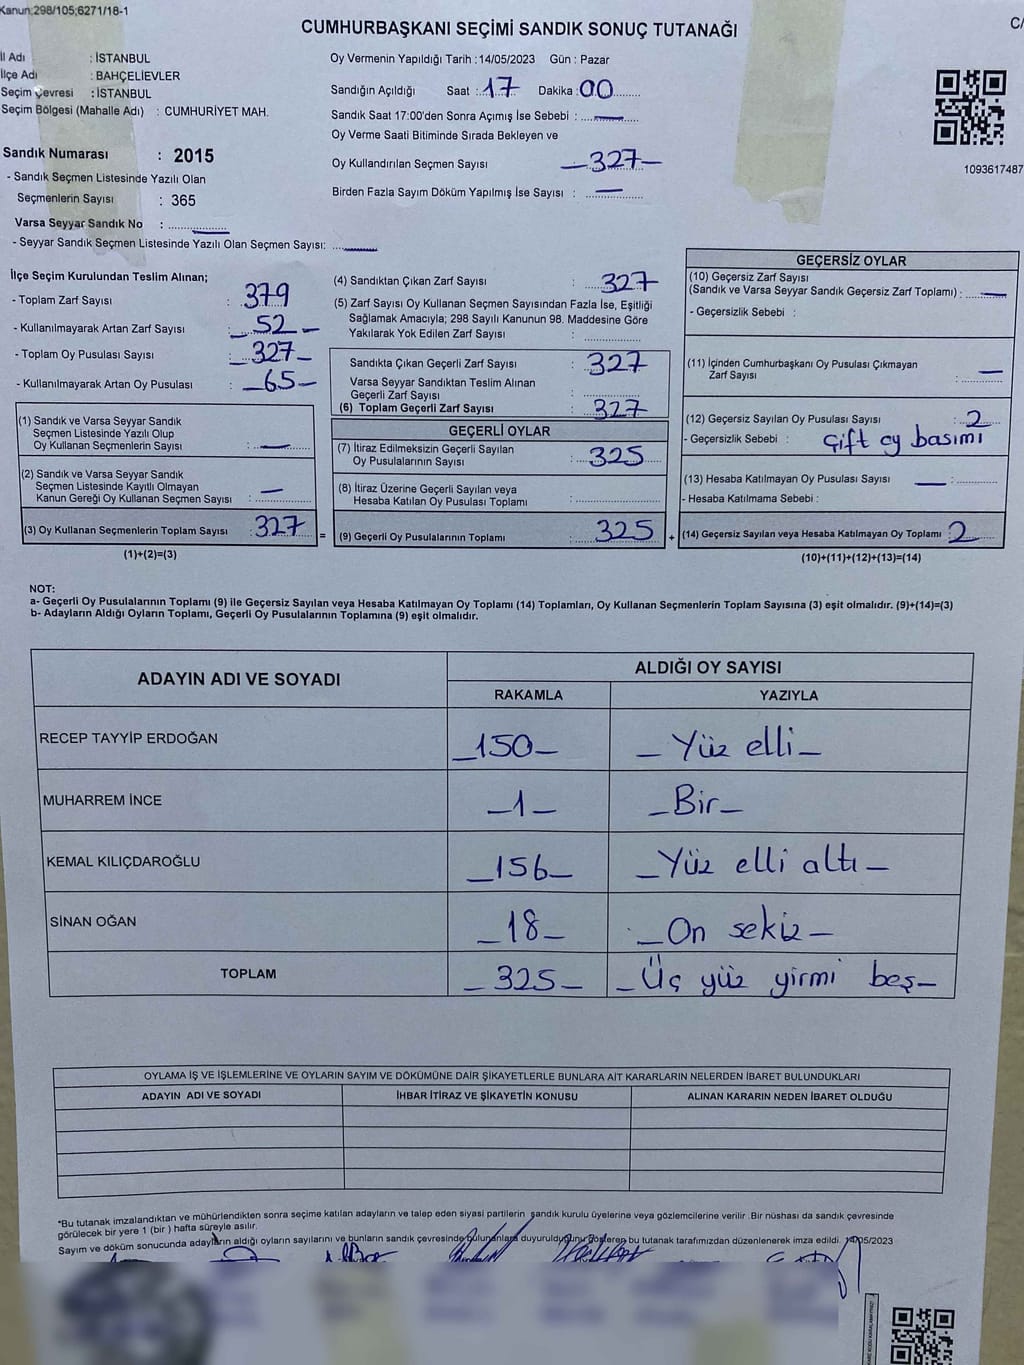 Kanun:298/105;6271/18-1
CUMHURBAŞKANI SEÇİMİ SANDIK SONUÇ TUTANAĞI
C/
İl Adı : İSTANBUL
İlçe Adı : BAHÇELİEVLER
Seçim Çevresi : İSTANBUL
Seçim Bölgesi (Mahalle Adı) : CUMHURİYET MAH.
Sandık Numarası : 2015
- Sandık Seçmen Listesinde Yazılı Olan
Seçmenlerin Sayısı : 365
Varsa Seyyar Sandık No :
- Seyyar Sandık Seçmen Listesinde Yazılı Olan Seçmen Sayısı:
Oy Vermenin Yapıldığı Tarih :14/05/2023 Gün : Pazar
Sandığın Açıldığı Saat : 17 Dakika : 00
Sandık Saat 17:00'den Sonra Açımış İse Sebebi :
Oy Verme Saati Bitiminde Sırada Bekleyen ve
Oy Kullandırılan Seçmen Sayısı 327
Birden Fazla Sayım Döküm Yapılmış İse Sayısı :
1093617487
İlçe Seçim Kurulundan Teslim Alınan;
- Toplam Zarf Sayısı : 379
- Kullanılmayarak Artan Zarf Sayısı : 52
- Toplam Oy Pusulası Sayısı : 327
- Kullanılmayarak Artan Oy Pusulası : 65
(1) Sandık ve Varsa Seyyar Sandık
Seçmen Listesinde Yazılı Olup
Oy Kullanan Seçmenlerin Sayısı :
(2) Sandık ve Varsa Seyyar Sandık
Seçmen Listesinde Kayıtlı Olmayan
Kanun Gereği Oy Kullanan Seçmen Sayısı :
(3) Oy Kullanan Seçmenlerin Toplam Sayısı : 327 =
(1)+(2)=(3)
(4) Sandıktan Çıkan Zarf Sayısı : 327
(5) Zarf Sayısı Oy Kullanan Seçmen Sayısından Fazla İse, Eşitliği
Sağlamak Amacıyla; 298 Sayılı Kanunun 98. Maddesine Göre
Yakılarak Yok Edilen Zarf Sayısı :
Sandıkta Çıkan Geçerli Zarf Sayısı : 327
Varsa Seyyar Sandıktan Teslim Alınan
Geçerli Zarf Sayısı :
(6) Toplam Geçerli Zarf Sayısı : 327
GEÇERLİ OYLAR
(7) İtiraz Edilmeksizin Geçerli Sayılan
Oy Pusulalarının Sayısı : 325
(8) İtiraz Üzerine Geçerli Sayılan veya
Hesaba Katılan Oy Pusulası Toplamı :
(9) Geçerli Oy Pusulalarının Toplamı : 325 +
GEÇERSİZ OYLAR
(10) Geçersiz Zarf Sayısı
(Sandık ve Varsa Seyyar Sandık Geçersiz Zarf Toplamı) :
- Geçersizlik Sebebi :
(11) İçinden Cumhurbaşkanı Oy Pusulası Çıkmayan
Zarf Sayısı :
(12) Geçersiz Sayılan Oy Pusulası Sayısı : 2
- Geçersizlik Sebebi : çift oy basımı
(13) Hesaba Katılmayan Oy Pusulası Sayısı :
- Hesaba Katılmama Sebebi :
(14) Geçersiz Sayılan veya Hesaba Katılmayan Oy Toplamı 2
(10)+(11)+(12)+(13)=(14)
NOT:
a- Geçerli Oy Pusulalarının Toplamı (9) ile Geçersiz Sayılan veya Hesaba Katılmayan Oy Toplamı (14) Toplamları, Oy Kullanan Seçmenlerin Toplam Sayısına (3) eşit olmalıdır. (9)+(14)=(3)
b- Adayların Aldığı Oyların Toplamı, Geçerli Oy Pusulalarının Toplamına (9) eşit olmalıdır.
ADAYIN ADI VE SOYADI
ALDIĞI OY SAYISI
RAKAMLA YAZIYLA
RECEP TAYYİP ERDOĞAN 150 Yüz elli
MUHARREM İNCE 1 Bir
KEMAL KILIÇDAROĞLU 156 Yüz elli altı
SİNAN OĞAN 18 On sekiz
TOPLAM 325 Üç yüz yirmi beş
OYLAMA İŞ VE İŞLEMLERİNE VE OYLARIN SAYIM VE DÖKÜMÜNE DAİR ŞİKAYETLERLE BUNLARA AİT KARARLARIN NELERDEN İBARET BULUNDUKLARI
ADAYIN ADI VE SOYADI İHBAR İTİRAZ VE ŞİKAYETİN KONUSU ALINAN KARARIN NEDEN İBARET OLDUĞU
*Bu tutanak imzalandıktan ve mühürlendikten sonra seçime katılan adayların ve talep eden siyasi partilerin sandık kurulu üyelerine veya gözlemcilerine verilir .Bir nüshası da sandık çevresinde
görülecek bir yere 1 (bir ) hafta süreyle asılır.
Sayım ve döküm sonucunda adayların aldığı oyların sayılarını ve bunların sandık çevresinde bulunanlara duyurulduğunu gösteren bu tutanak tarafımızdan düzenlenerek imza edildi. 14/05/2023